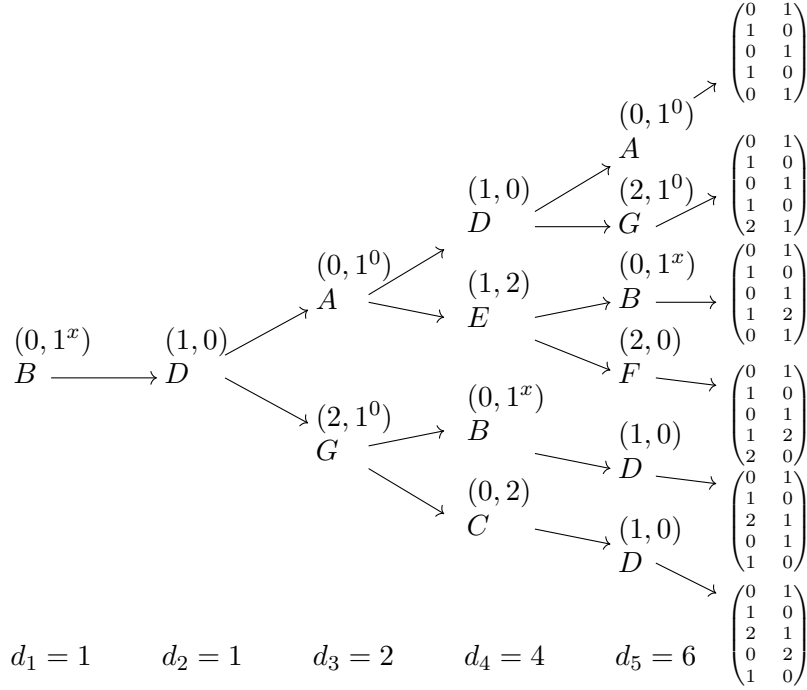 (0, 1^x)
B
(1, 0)
D
(0, 1^0)
A
(2, 1^0)
G
(1, 0)
D
(1, 2)
E
(0, 1^x)
B
(0, 2)
C
(0, 1^0)
A
(2, 1^0)
G
(0, 1^x)
B
(2, 0)
F
(1, 0)
D
(1, 0)
D
0 1
1 0
0 1
1 0
0 1
0 1
1 0
0 1
1 0
2 1
0 1
1 0
0 1
1 2
0 1
0 1
1 0
0 1
1 2
2 0
0 1
1 0
2 1
0 1
1 0
0 1
1 0
2 1
0 2
1 0
d_1 = 1 d_2 = 1 d_3 = 2 d_4 = 4 d_5 = 6